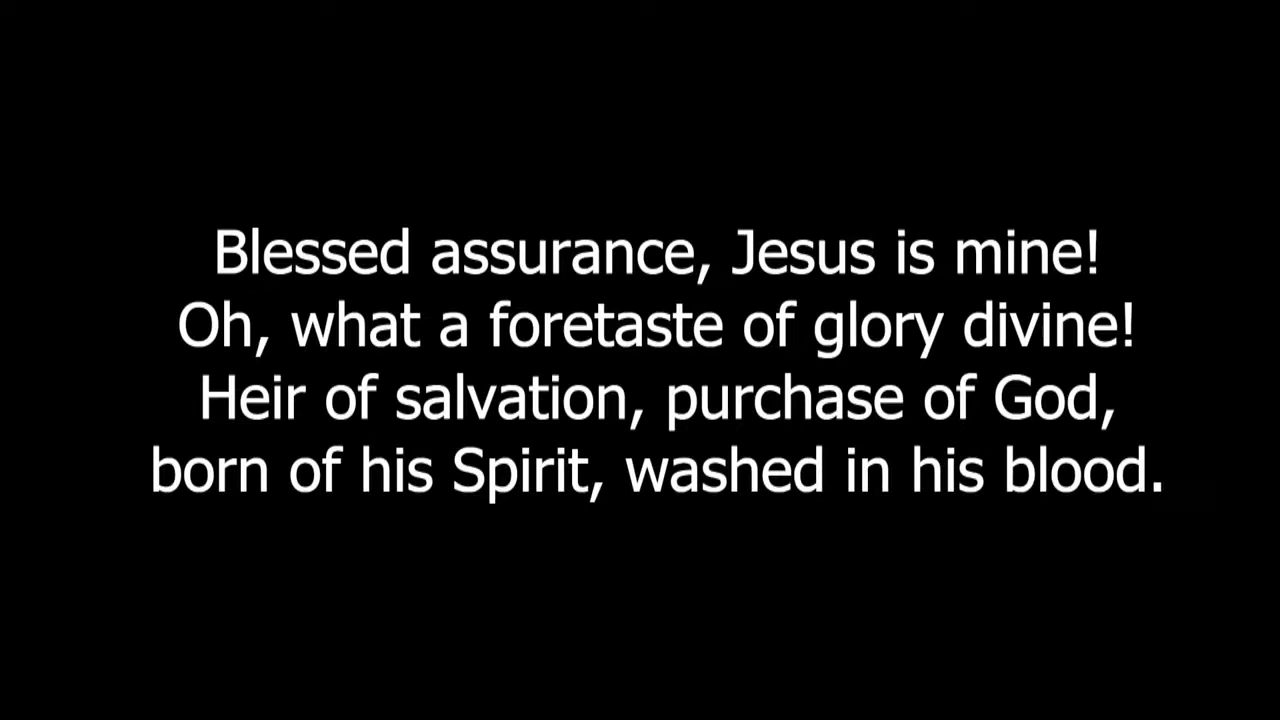 Blessed assurance, Jesus is mine!
Oh, what a foretaste of glory divine!
Heir of salvation, purchase of God,
born of his Spirit, washed in his blood.